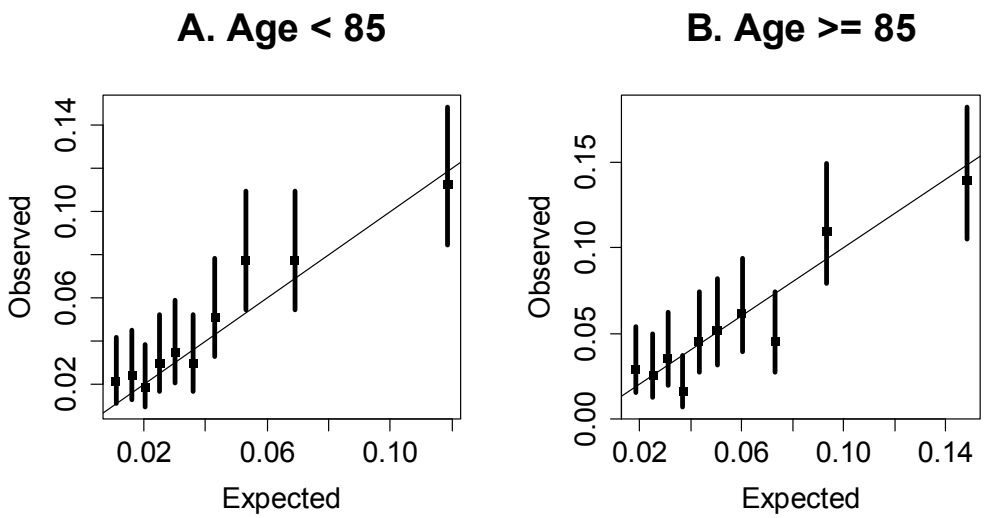 A. Age < 85
Observed
0.14
0.10
0.06
0.02
0.02 0.06 0.10
Expected
B. Age >= 85
Observed
0.15
0.10
0.05
0.00
0.02 0.06 0.10 0.14
Expected